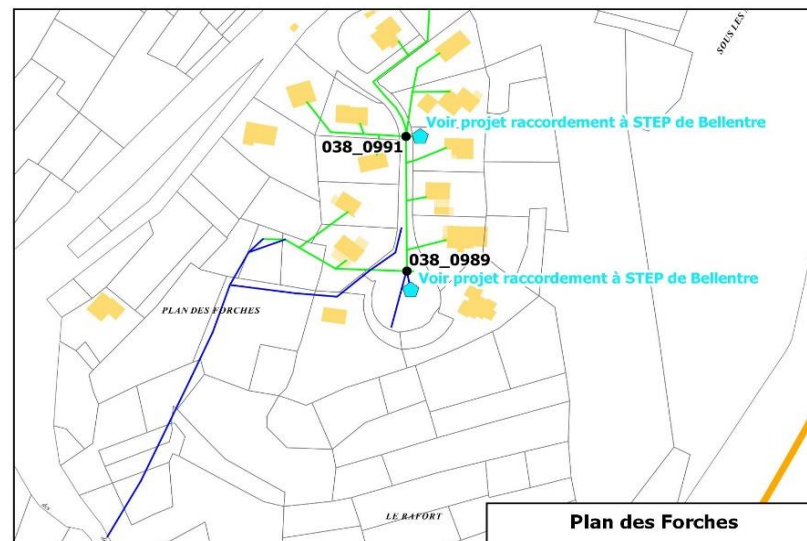 SOUS LES
Voir projet raccordement à STEP de Bellentre
038_0991
038_0989
Voir projet raccordement à STEP de Bellentre
PLAN DES FORCHES
LE RAFORT
Plan des Forches